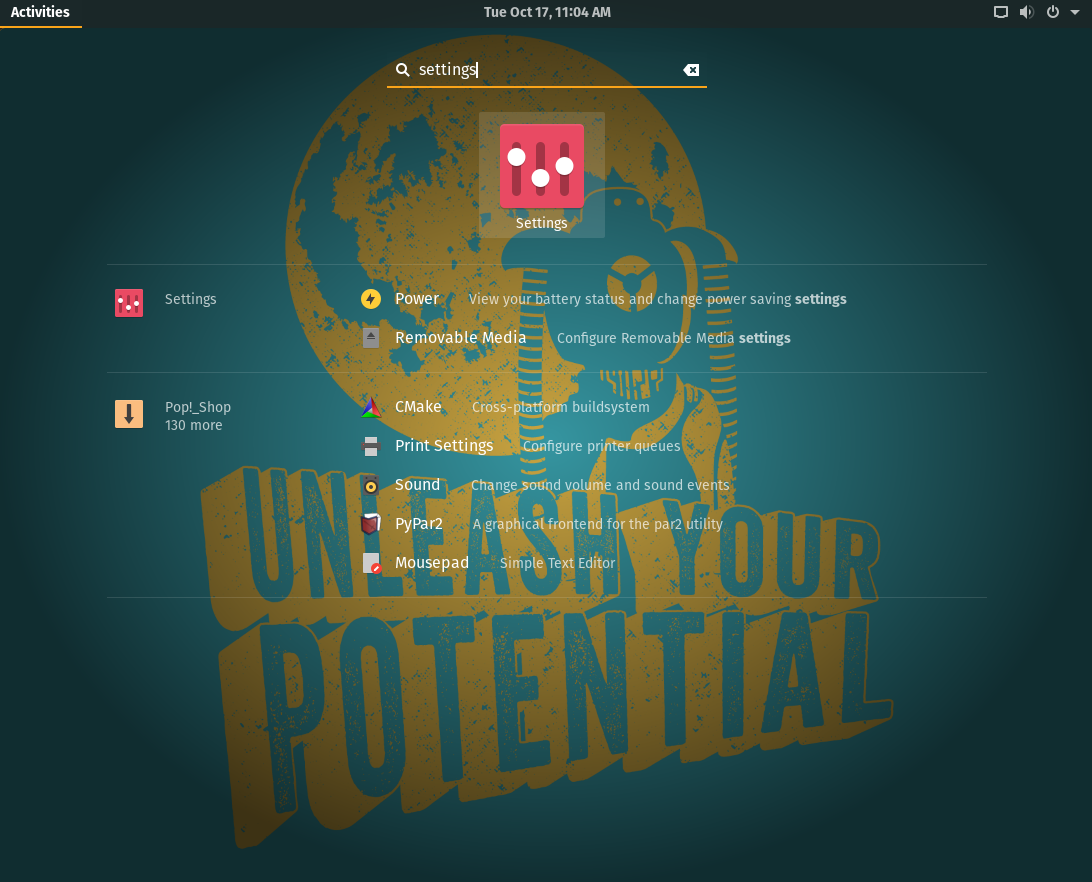 Activities
Tue Oct 17, 11:04 AM
settings
Settings
Settings
Power View your battery status and change power saving settings
Removable Media Configure Removable Media settings
Pop!_Shop
130 more
CMake Cross-platform buildsystem
Print Settings Configure printer queues
Sound Change sound volume and sound events
PyPar2 A graphical frontend for the par2 utility
Mousepad Simple Text Editor
UNLEASH YOUR
POTENTIAL